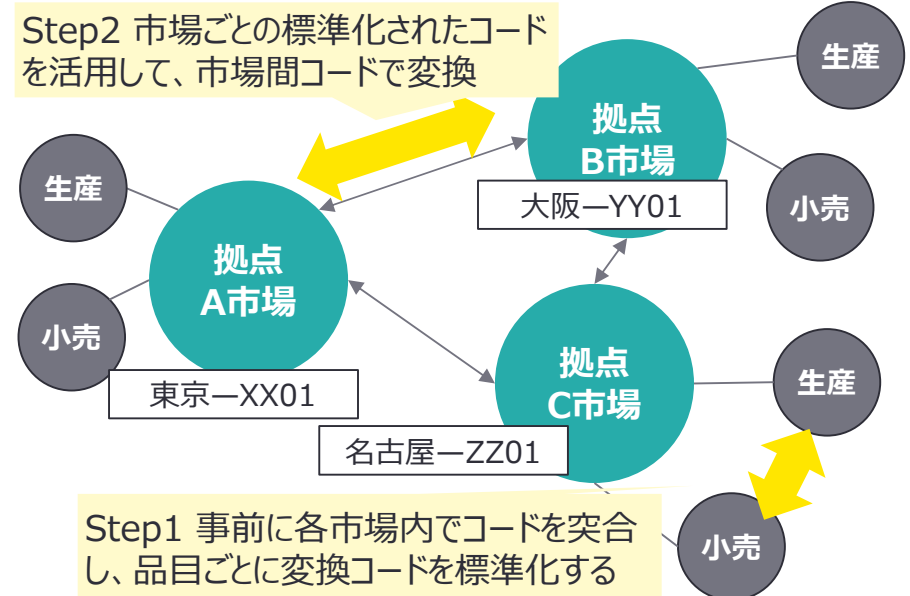 Step2 市場ごとの標準化されたコード
を活用して、市場間コードで変換
生産
拠点
B市場
大阪ーYY01
小売
生産
拠点
A市場
小売
東京ーXX01
拠点
C市場
生産
名古屋ーZZ01
Step1 事前に各市場内でコードを突合
し、品目ごとに変換コードを標準化する
小売